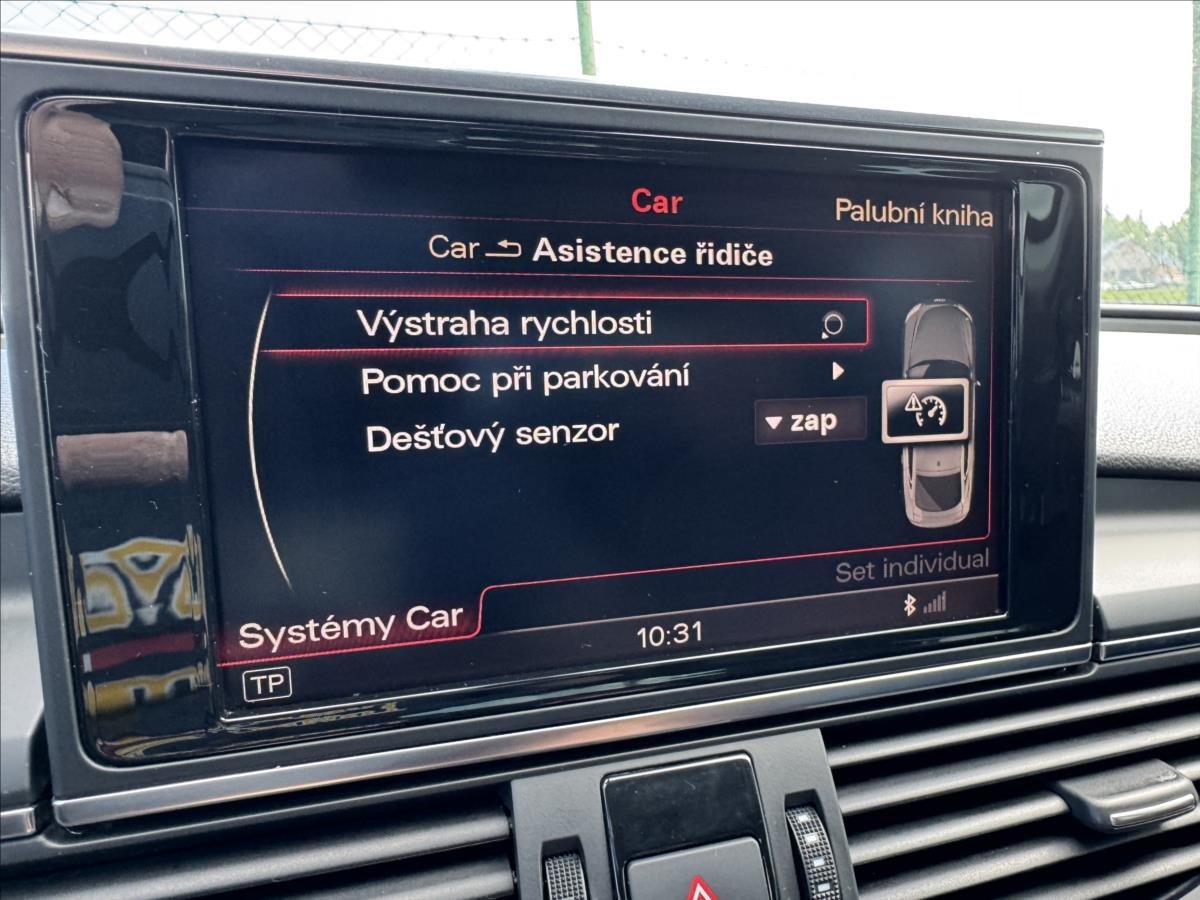 Car
Palubní kniha
Car Asistence řidiče
Výstraha rychlosti
Pomoc při parkování
Dešťový senzor zap
Set individual
Systémy Car
10:31
TP